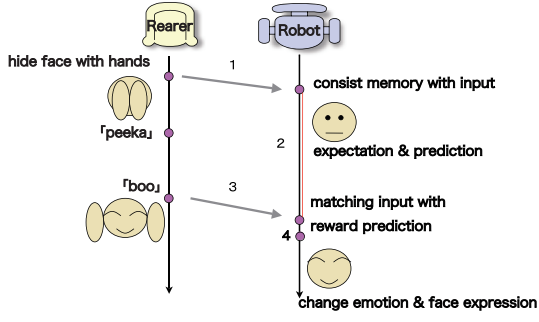 Rearer
Robot
hide face with hands
1
consist memory with input
「peeka」
2
expectation & prediction
「boo」
3
matching input with
reward prediction
4
change emotion & face expression